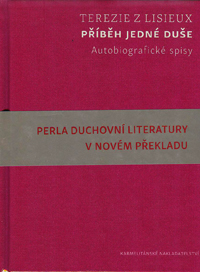 TEREZIE Z LISIEUX
PŘÍBĚH JEDNÉ DUŠE
Autobiografické spisy
PERLA DUCHOVNÍ LITERATURY
V NOVÉM PŘEKLADU
KARMELITÁNSKÉ NAKLADATELSTVÍ